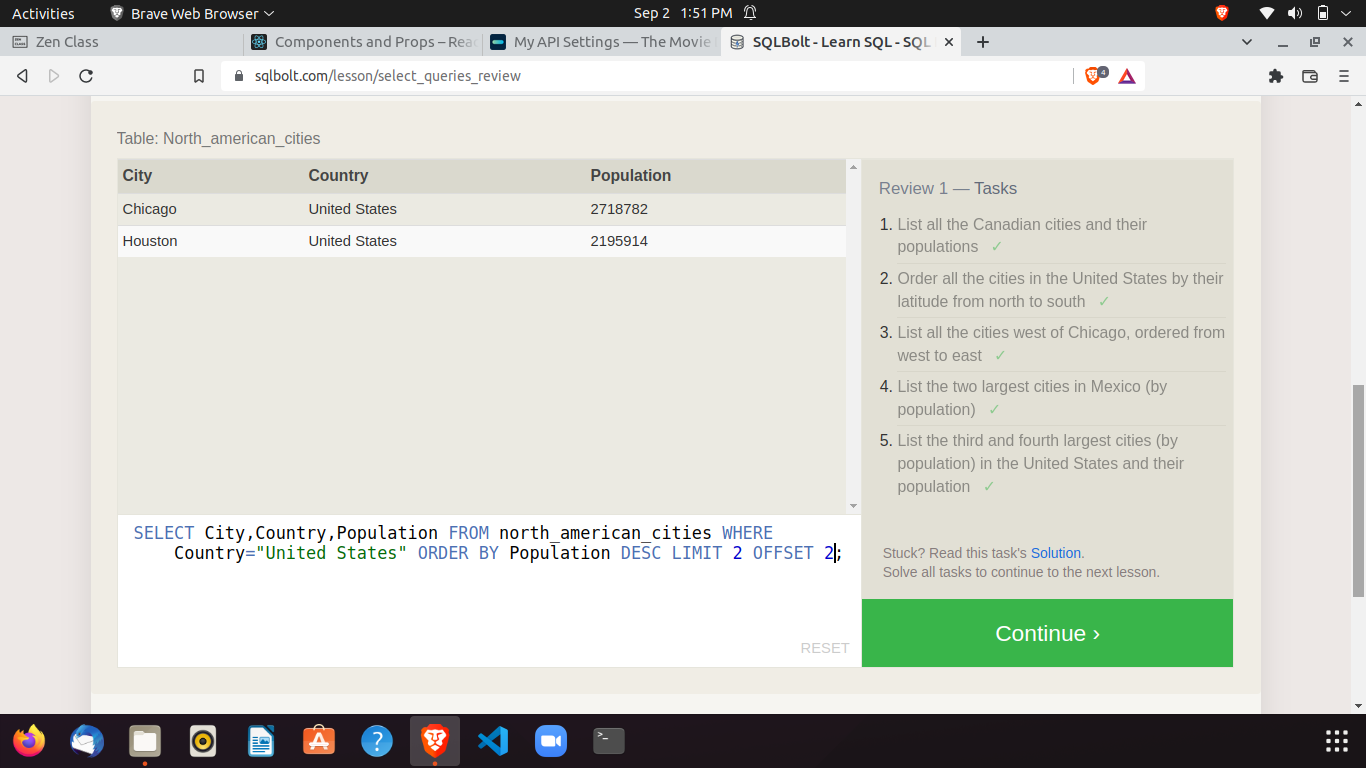 Activities
Brave Web Browser
Sep 2 1:51 PM
Zen Class
Components and Props – Reac
My API Settings — The Movie
SQLBolt - Learn SQL - SQL
sqlbolt.com/lesson/select_queries_review
4
Table: North_american_cities
City Country Population
Chicago United States 2718782
Houston United States 2195914
SELECT City,Country,Population FROM north_american_cities WHERE
Country="United States" ORDER BY Population DESC LIMIT 2 OFFSET 2;
RESET
Review 1 — Tasks
1. List all the Canadian cities and their
populations ✓
2. Order all the cities in the United States by their
latitude from north to south ✓
3. List all the cities west of Chicago, ordered from
west to east ✓
4. List the two largest cities in Mexico (by
population) ✓
5. List the third and fourth largest cities (by
population) in the United States and their
population ✓
Stuck? Read this task's Solution.
Solve all tasks to continue to the next lesson.
Continue ›